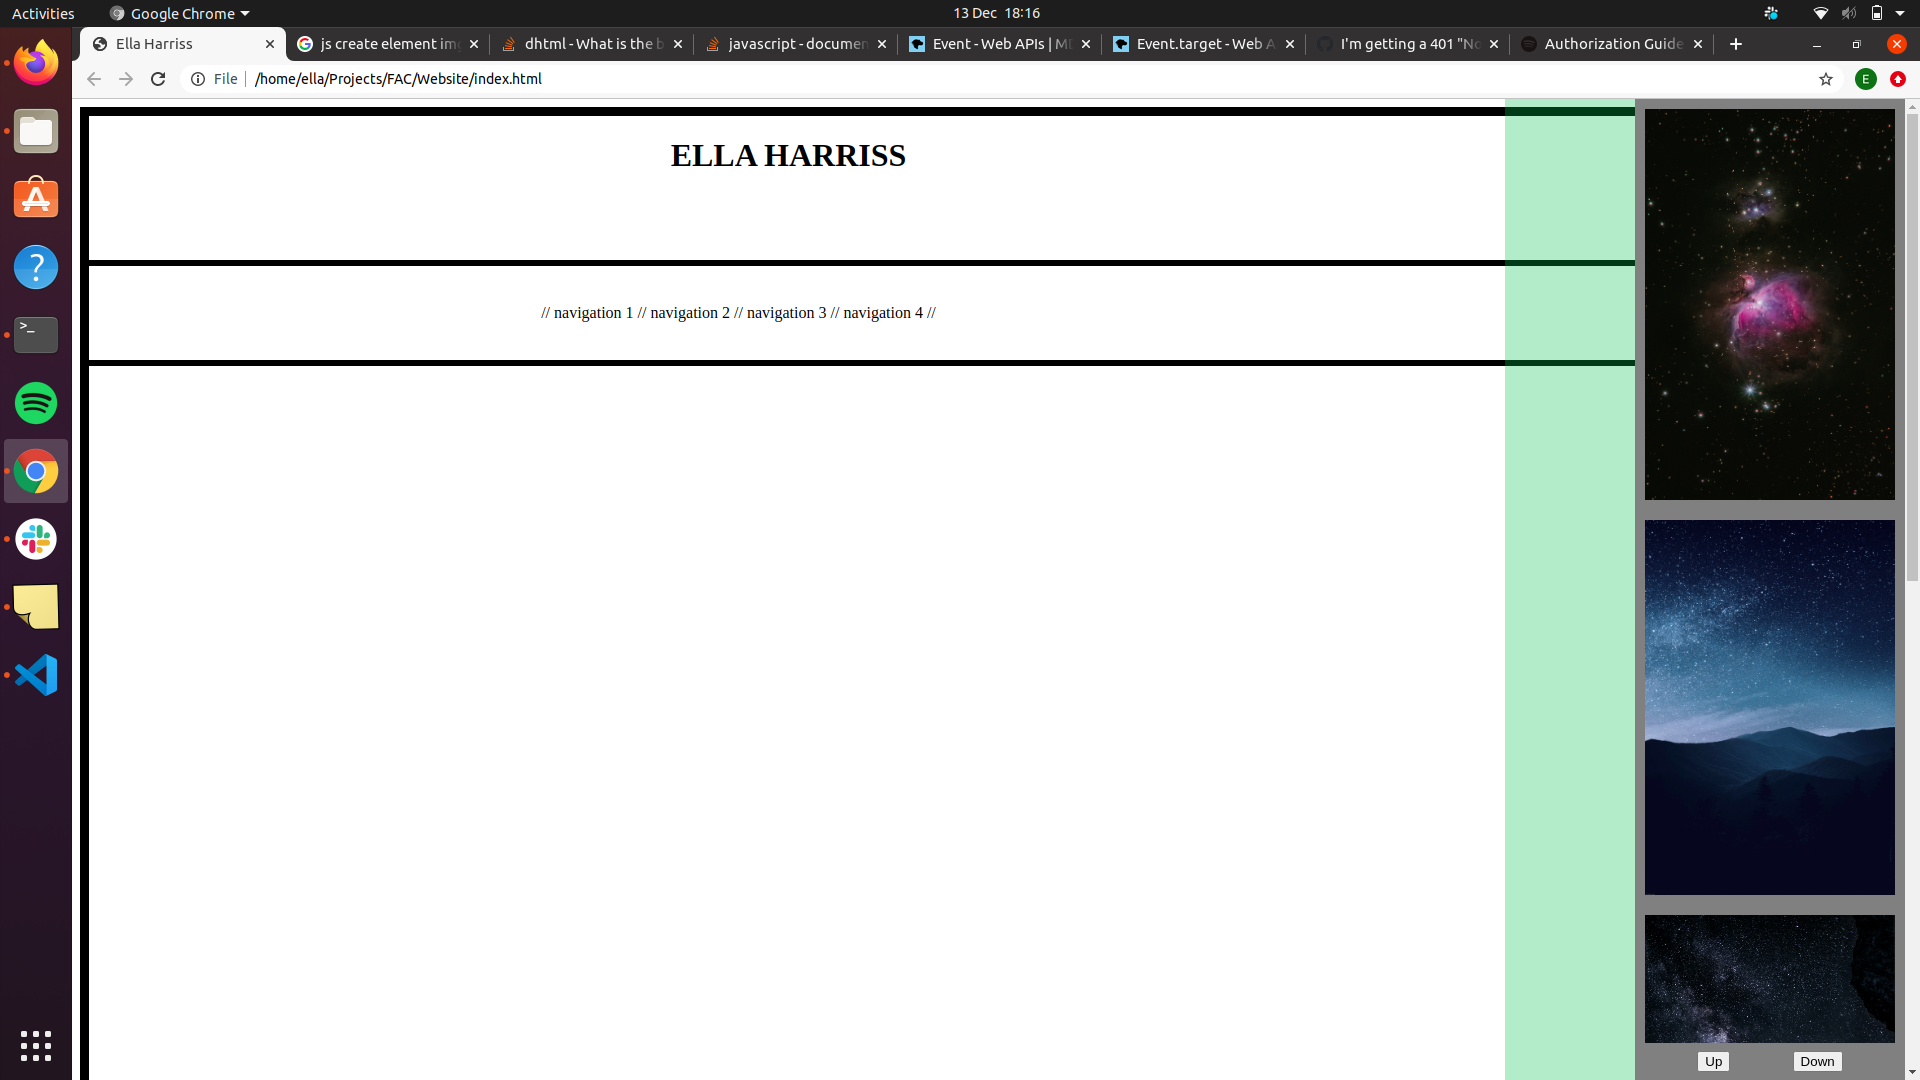 Activities
Google Chrome
13 Dec 18:16
Ella Harriss
js create element im
dhtml - What is the b
javascript - documen
Event - Web APIs | M
Event.target - Web A
I'm getting a 401 "No
Authorization Guide
File
/home/ella/Projects/FAC/Website/index.html
E
ELLA HARRISS
// navigation 1 // navigation 2 // navigation 3 // navigation 4 //
Up
Down